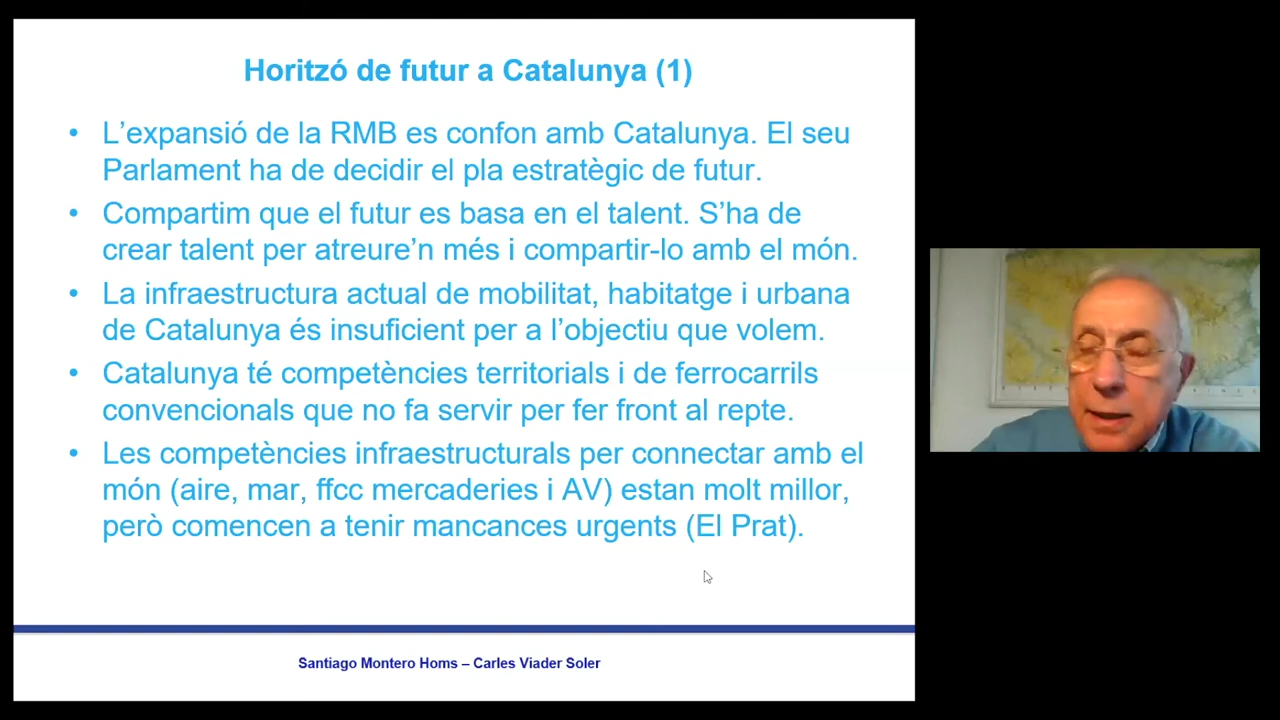 Horitzó de futur a Catalunya (1)
• L’expansió de la RMB es confon amb Catalunya. El seu
Parlament ha de decidir el pla estratègic de futur.
• Compartim que el futur es basa en el talent. S’ha de
crear talent per atreure’n més i compartir-lo amb el món.
• La infraestructura actual de mobilitat, habitatge i urbana
de Catalunya és insuficient per a l’objectiu que volem.
• Catalunya té competències territorials i de ferrocarrils
convencionals que no fa servir per fer front al repte.
• Les competències infraestructurals per connectar amb el
món (aire, mar, ffcc mercaderies i AV) estan molt millor,
però comencen a tenir mancances urgents (El Prat).
Santiago Montero Homs – Carles Viader Soler